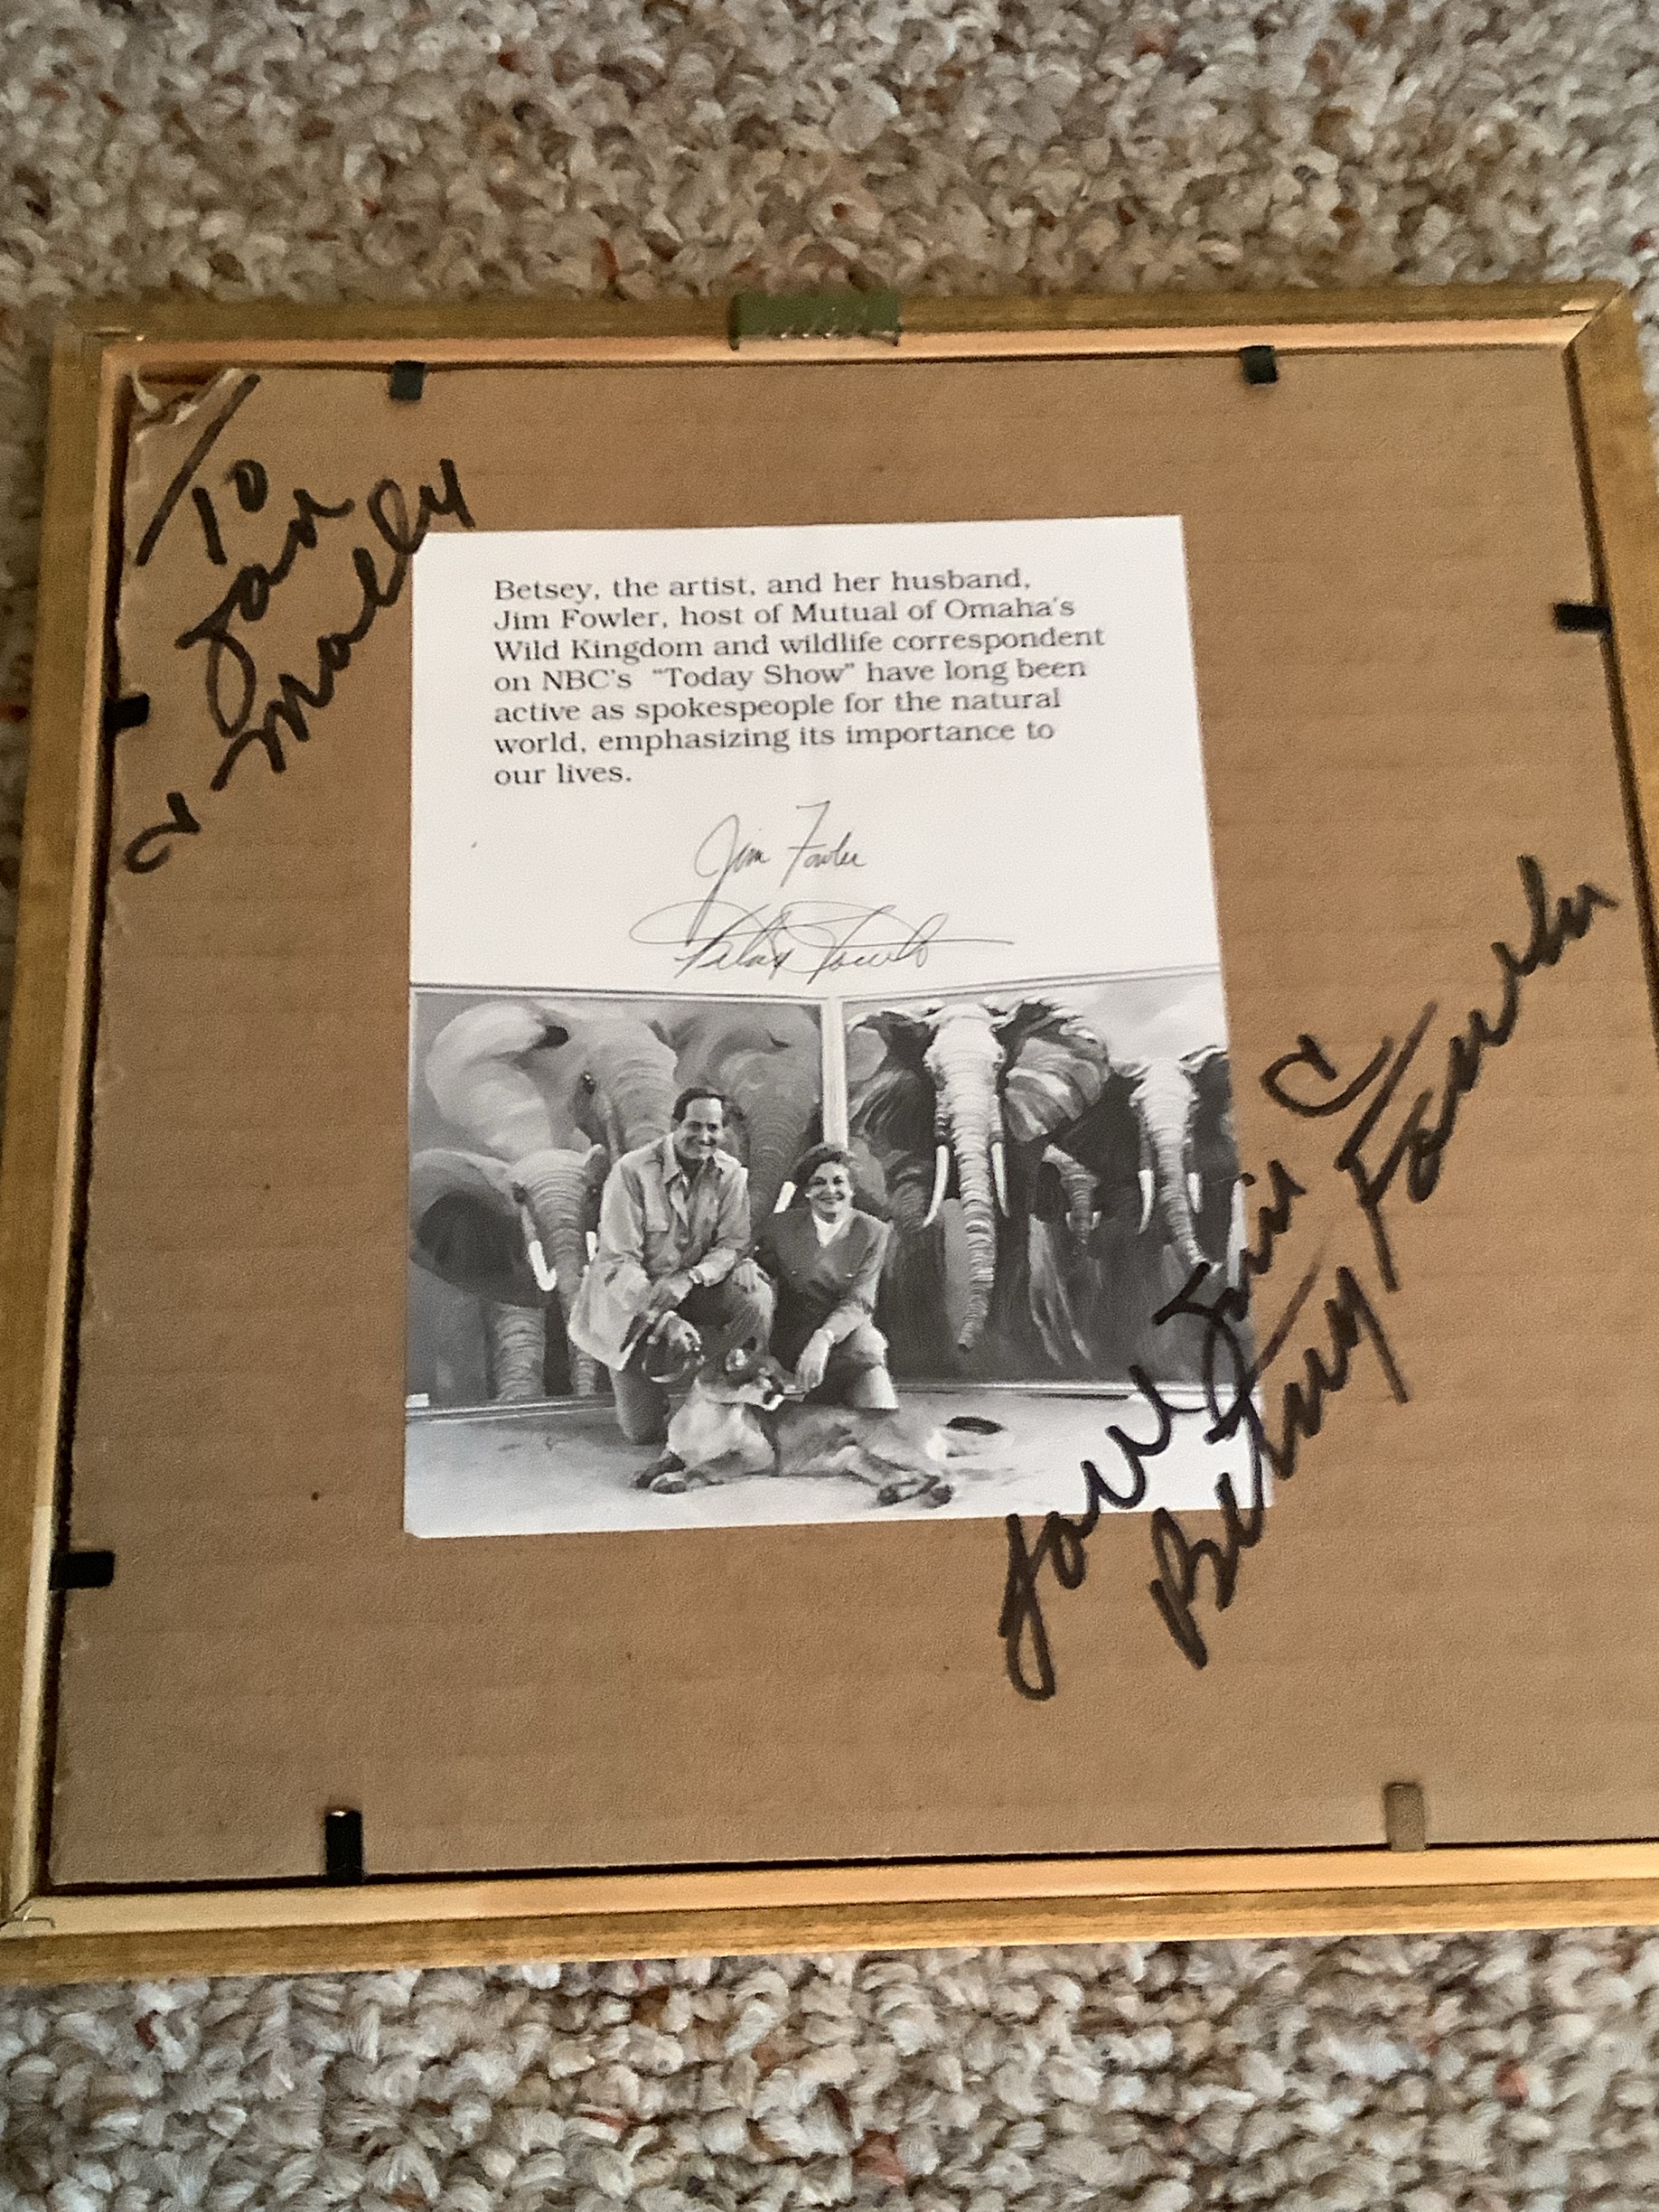 To
Jan
& Molly
Betsey, the artist, and her husband,
Jim Fowler, host of Mutual of Omaha's
Wild Kingdom and wildlife correspondent
on NBC's "Today Show" have long been
active as spokespeople for the natural
world, emphasizing its importance to
our lives.
Jim Fowler
Betsey Fowler
Love Jim &
Betsey Fowler